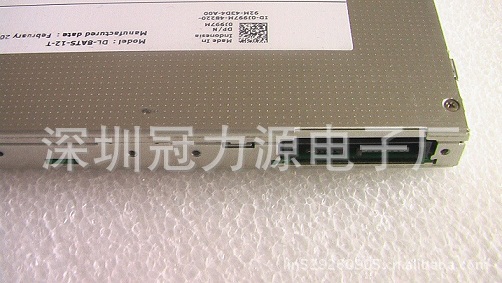 Model : DL-8ATS-12-T
Manufactured date : February 20
Made In
Indonesia
DP/N
0J997M
ID-0J997M-48220-
92M-43D4-A00
深圳冠力源电子厂